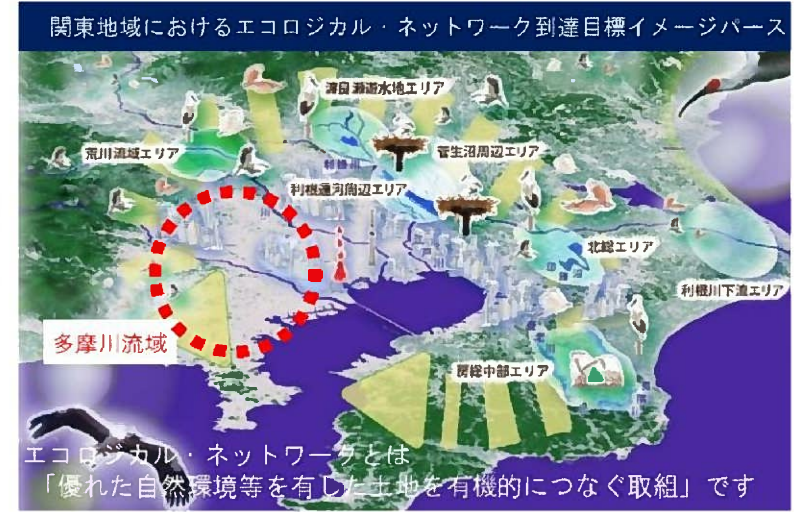 関東地域におけるエコロジカル・ネットワーク到達目標イメージパース
渡良瀬遊水地エリア
荒川流域エリア
菅生沼周辺エリア
利根川
利根運河周辺エリア
北総エリア
印旛沼
利根川下流エリア
多摩川流域
房総中部エリア
エコロジカル・ネットワークとは
「優れた自然環境等を有した土地を有機的につなぐ取組」です